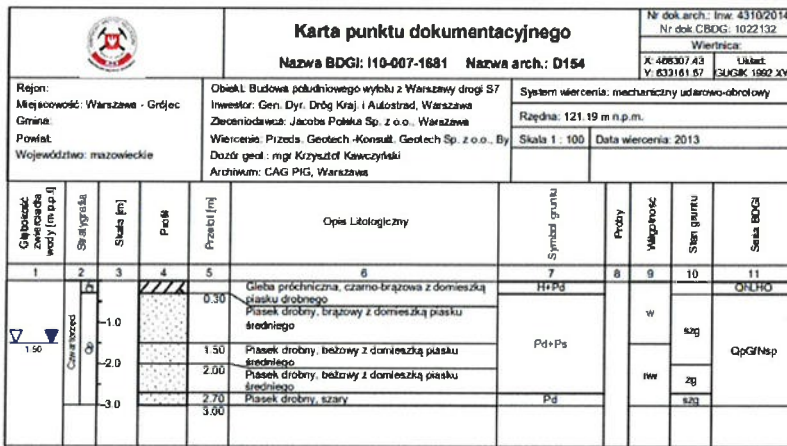 Karta punktu dokumentacyjnego
Nazwa BDGI: I10-007-1681 Nazwa arch.: D154
Nr dok.arch.: Inw. 4310/2014
Nr dok CBDG: 1022132
Wiertnica:
X: 466307.43
Y: 633161.57
Układ:
GUGIK 1992 XY
Rejon:
Miejscowość: Warszawa - Grójec
Gmina:
Powiat:
Województwo: mazowieckie
Obiekt: Budowa południowego wylotu z Warszawy drogi S7
Inwestor: Gen. Dyr. Dróg Kraj. i Autostrad, Warszawa
Zleceniodawca: Jacobs Polska Sp. z o.o., Warszawa
Wiercenie: Przeds. Geotech -Konsult. Geotech Sp. z o.o., By
Dozór geol.: mgr Krzysztof Kawczyński
Archiwum: CAG PIG, Warszawa
System wiercenia: mechaniczny udarowo-obrotowy
Rzędna: 121.19 m n.p.m.
Skala 1 : 100 Data wiercenia: 2013
Głębokość zwierciadła wody [m p.p.t]
Stratygrafia
Skala [m]
Profil
Przelot [m]
Opis Litologiczny
Symbol gruntu
Próby
Wilgotność
Stan gruntu
Seria BDGI
1 2 3 4 5 6 7 8 9 10 11
Gleba próchniczna, czarno-brązowa z domieszką piasku drobnego
H+Pd
QNLHO
0.30
Piasek drobny, brązowy z domieszką piasku średniego
w
szg
-1.0
1.50
Czwartorzęd
Qp
Pd+Ps
QpGfNsp
1.50
Piasek drobny, beżowy z domieszką piasku średniego
-2.0
2.00
Piasek drobny, beżowy z domieszką piasku średniego
nw
zg
2.70
Piasek drobny, szary
Pd
szg
-3.0
3.00